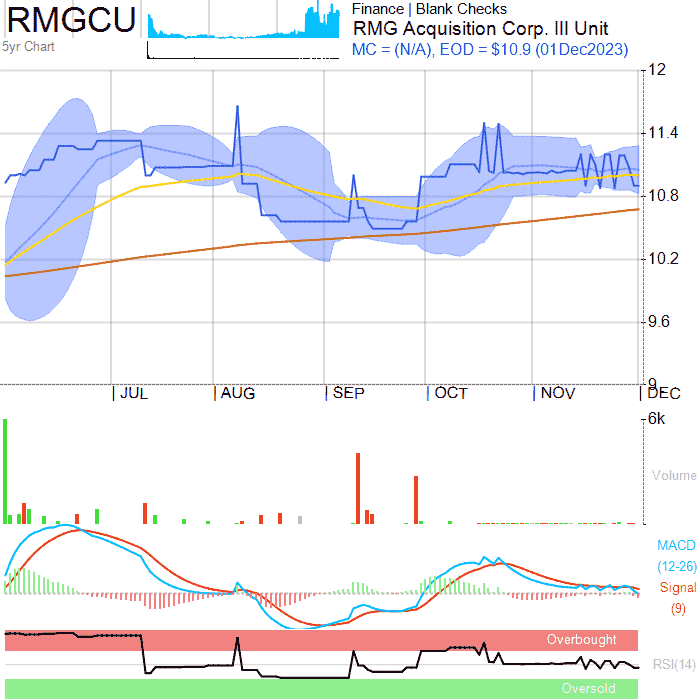 RMGCU
5yr Chart
Finance | Blank Checks
RMG Acquisition Corp. III Unit
MC = (N/A), EOD = $10.9 (01Dec2023)
12
11.4
10.8
10.2
9.6
9
JUL AUG SEP OCT NOV DEC
6k
Volume
MACD
(12-26)
Signal
(9)
Overbought
RSI(14)
Oversold